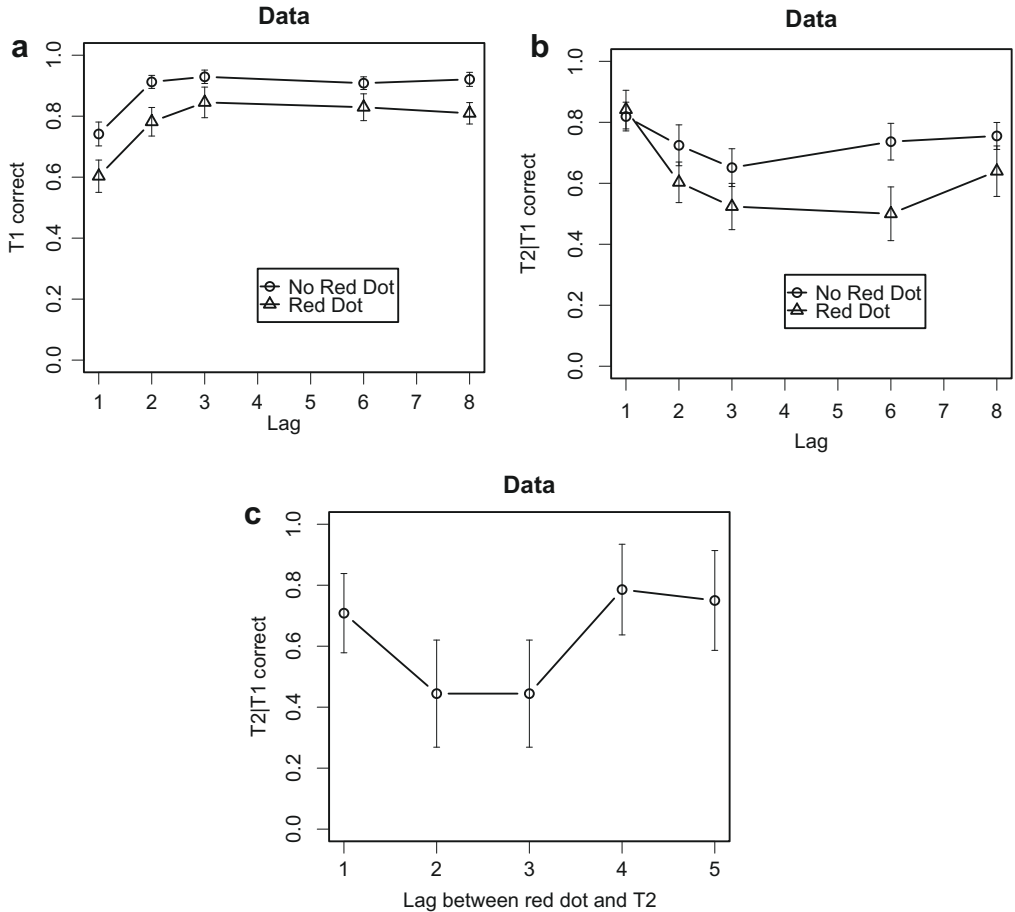 Data
a
T1 correct
0.0 0.2 0.4 0.6 0.8 1.0
No Red Dot
Red Dot
1 2 3 4 5 6 7 8
Lag
Data
b
T2|T1 correct
0.0 0.2 0.4 0.6 0.8 1.0
No Red Dot
Red Dot
1 2 3 4 5 6 7 8
Lag
Data
c
T2|T1 correct
0.0 0.2 0.4 0.6 0.8 1.0
1 2 3 4 5
Lag between red dot and T2